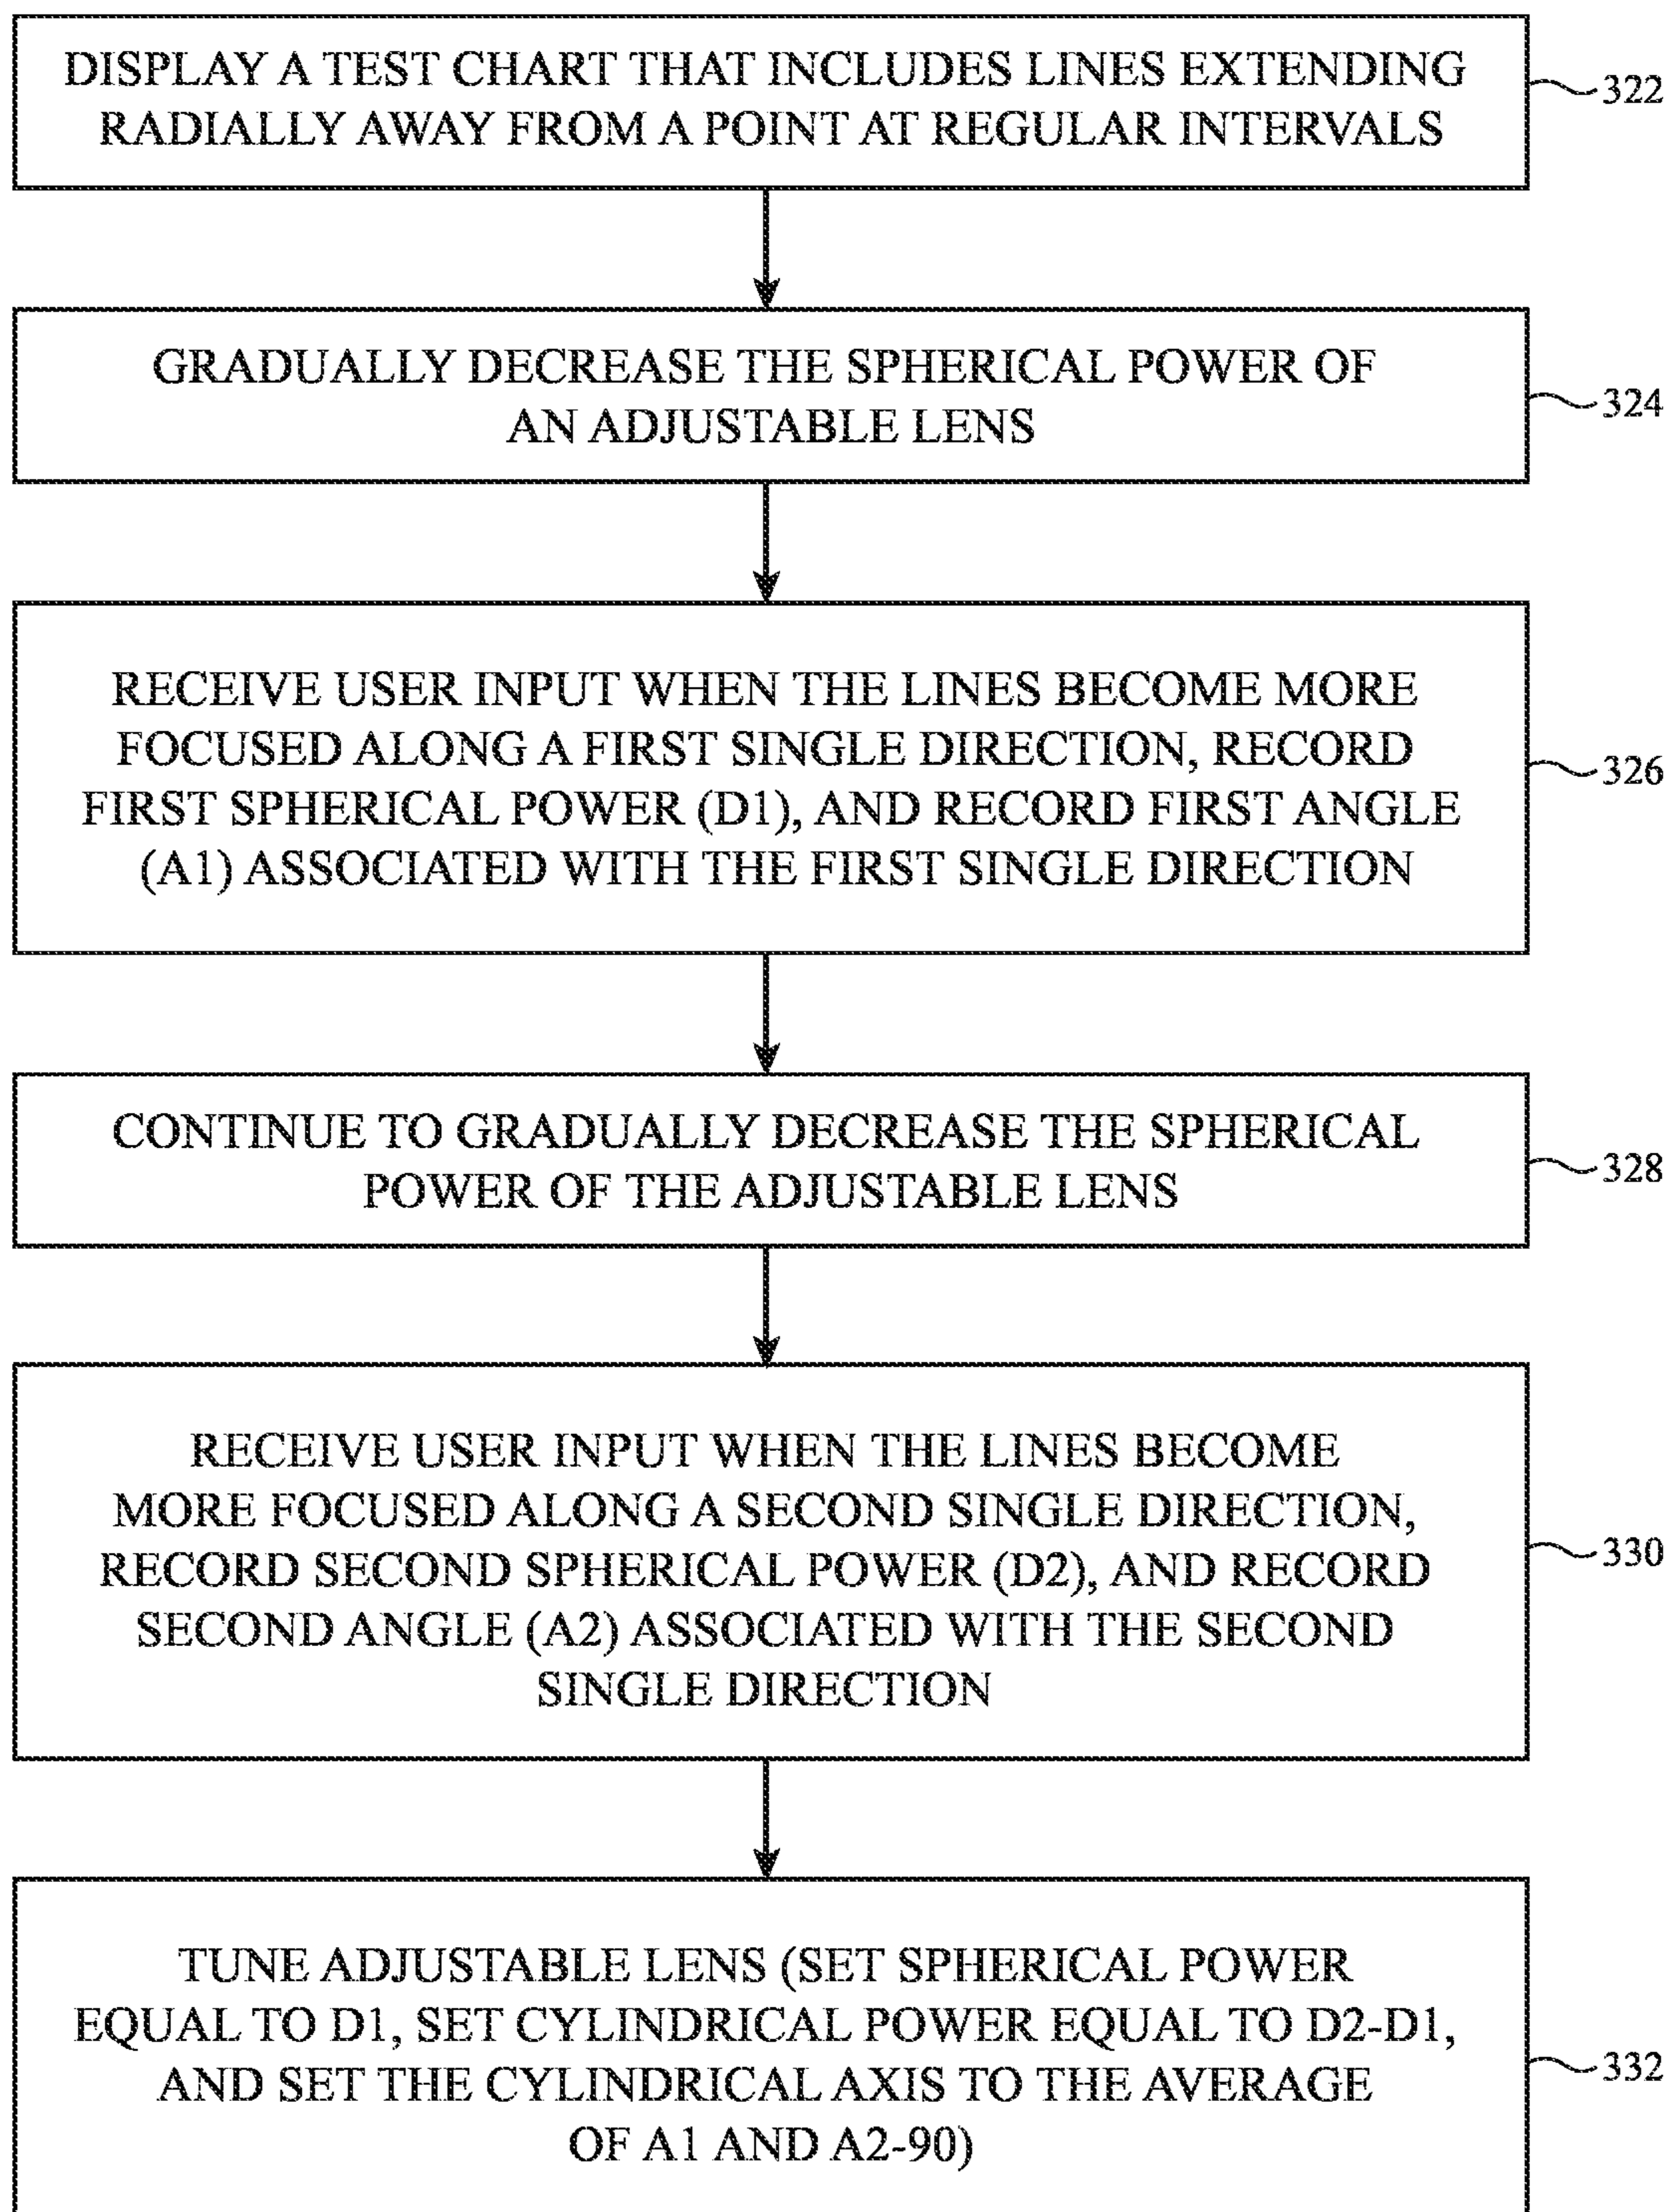 DISPLAY A TEST CHART THAT INCLUDES LINES EXTENDING
RADIALLY AWAY FROM A POINT AT REGULAR INTERVALS
322
GRADUALLY DECREASE THE SPHERICAL POWER OF
AN ADJUSTABLE LENS
324
RECEIVE USER INPUT WHEN THE LINES BECOME MORE
FOCUSED ALONG A FIRST SINGLE DIRECTION, RECORD
FIRST SPHERICAL POWER (D1), AND RECORD FIRST ANGLE
(A1) ASSOCIATED WITH THE FIRST SINGLE DIRECTION
326
CONTINUE TO GRADUALLY DECREASE THE SPHERICAL
POWER OF THE ADJUSTABLE LENS
328
RECEIVE USER INPUT WHEN THE LINES BECOME
MORE FOCUSED ALONG A SECOND SINGLE DIRECTION,
RECORD SECOND SPHERICAL POWER (D2), AND RECORD
SECOND ANGLE (A2) ASSOCIATED WITH THE SECOND
SINGLE DIRECTION
330
TUNE ADJUSTABLE LENS (SET SPHERICAL POWER
EQUAL TO D1, SET CYLINDRICAL POWER EQUAL TO D2-D1,
AND SET THE CYLINDRICAL AXIS TO THE AVERAGE
OF A1 AND A2-90)
332